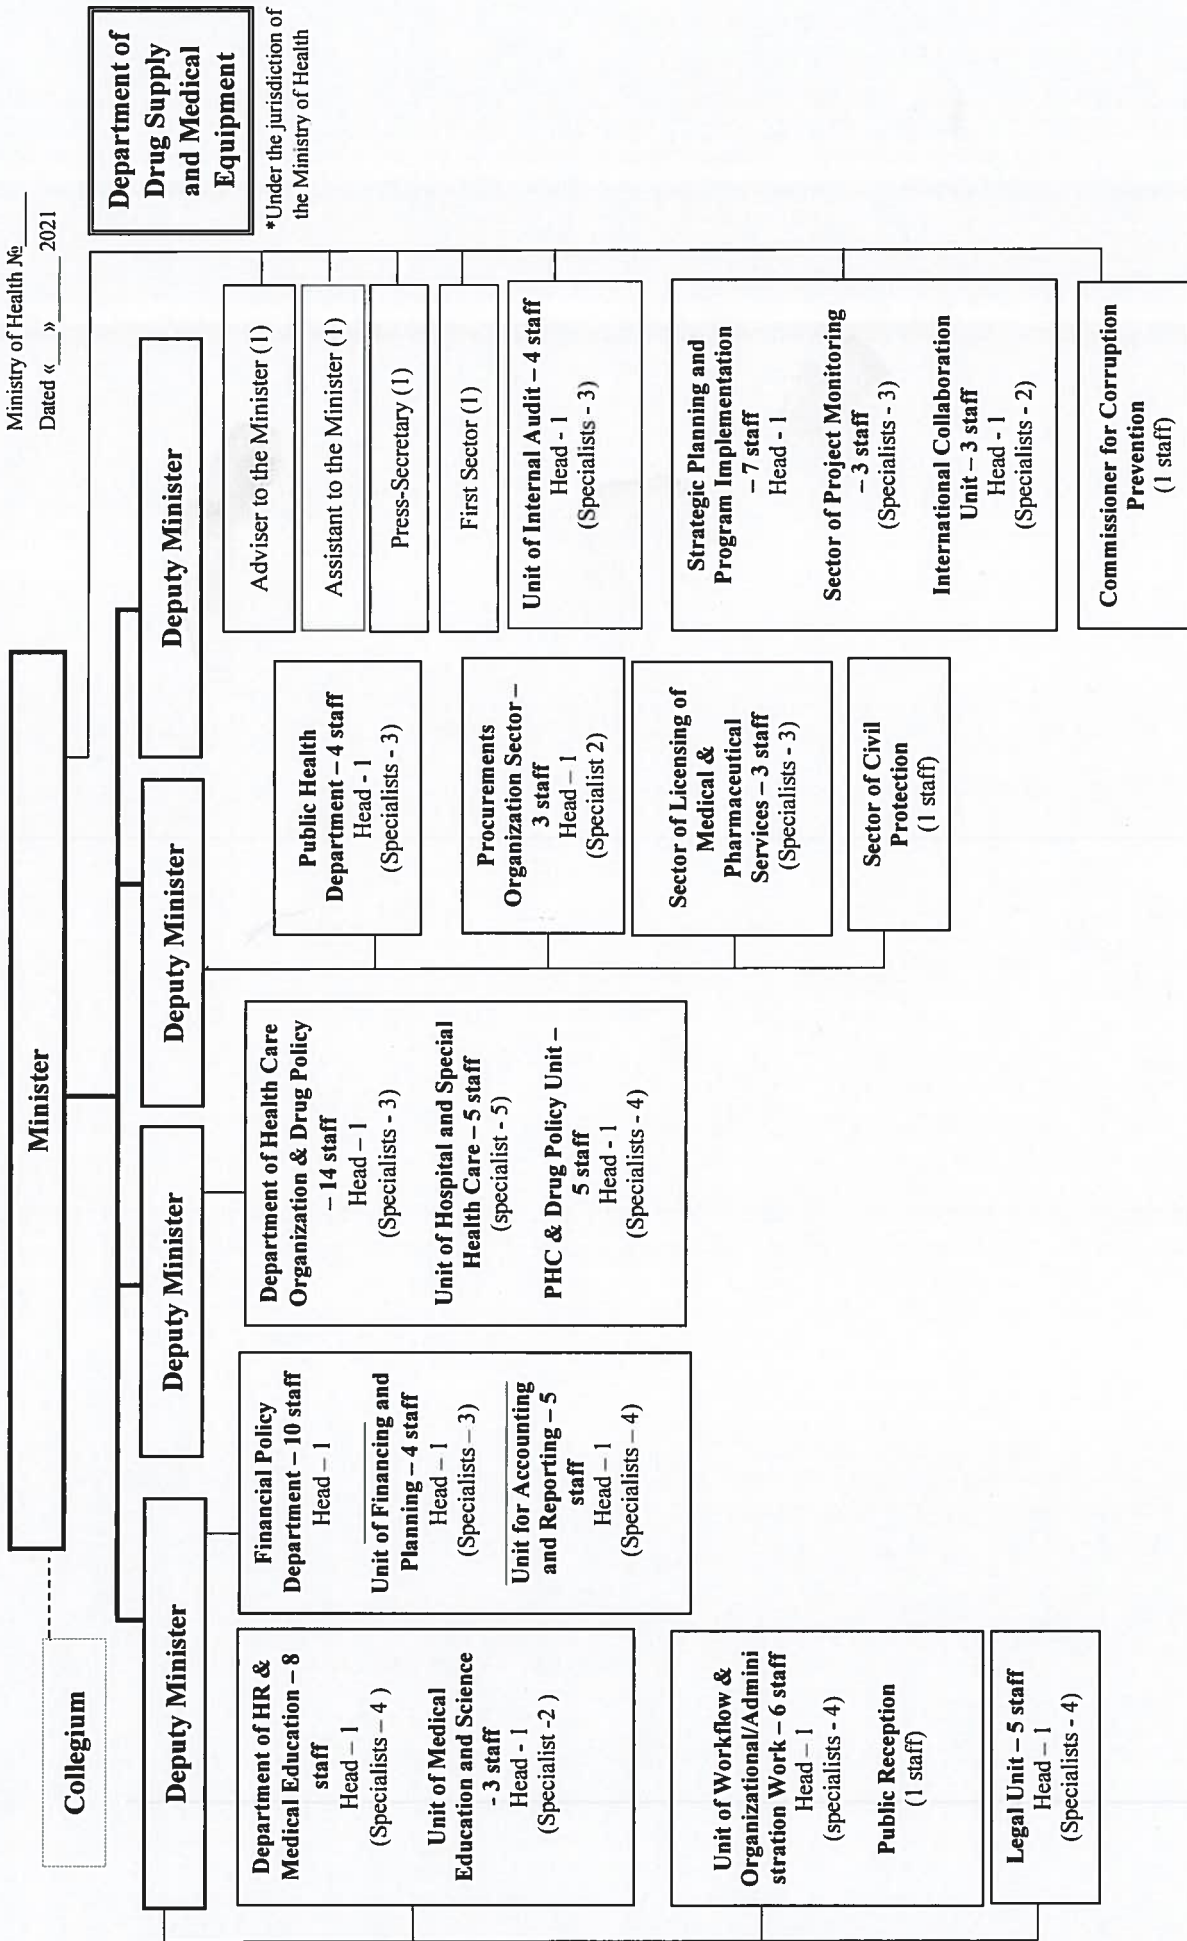 Ministry of Health №____
Dated «____» ______ 2021
Department of
Drug Supply
and Medical
Equipment
*Under the jurisdiction of
the Ministry of Health
Minister
Collegium
Deputy Minister
Deputy Minister
Deputy Minister
Deputy Minister
Department of HR &
Medical Education – 8
staff
Head – 1
(Specialists – 4 )
Unit of Medical
Education and Science
- 3 staff
Head - 1
(Specialist -2 )
Unit of Workflow &
Organizational/Admini
stration Work – 6 staff
Head – 1
(specialists - 4)
Public Reception
(1 staff)
Legal Unit – 5 staff
Head – 1
(Specialists - 4)
Financial Policy
Department – 10 staff
Head – 1
Unit of Financing and
Planning – 4 staff
Head – 1
(Specialists – 3)
Unit for Accounting
and Reporting – 5
staff
Head – 1
(Specialists – 4)
Department of Health Care
Organization & Drug Policy
– 14 staff
Head – 1
(Specialists - 3)
Unit of Hospital and Special
Health Care – 5 staff
(specialist - 5)
PHC & Drug Policy Unit –
5 staff
Head - 1
(Specialists - 4)
Public Health
Department – 4 staff
Head - 1
(Specialists - 3)
Procurements
Organization Sector –
3 staff
Head – 1
(Specialist 2)
Sector of Licensing of
Medical &
Pharmaceutical
Services – 3 staff
(Specialists - 3)
Sector of Civil
Protection
(1 staff)
Adviser to the Minister (1)
Assistant to the Minister (1)
Press-Secretary (1)
First Sector (1)
Unit of Internal Audit – 4 staff
Head - 1
(Specialists - 3)
Strategic Planning and
Program Implementation
– 7 staff
Head - 1
Sector of Project Monitoring
– 3 staff
(Specialists - 3)
International Collaboration
Unit – 3 staff
Head - 1
(Specialists - 2)
Commissioner for Corruption
Prevention
(1 staff)